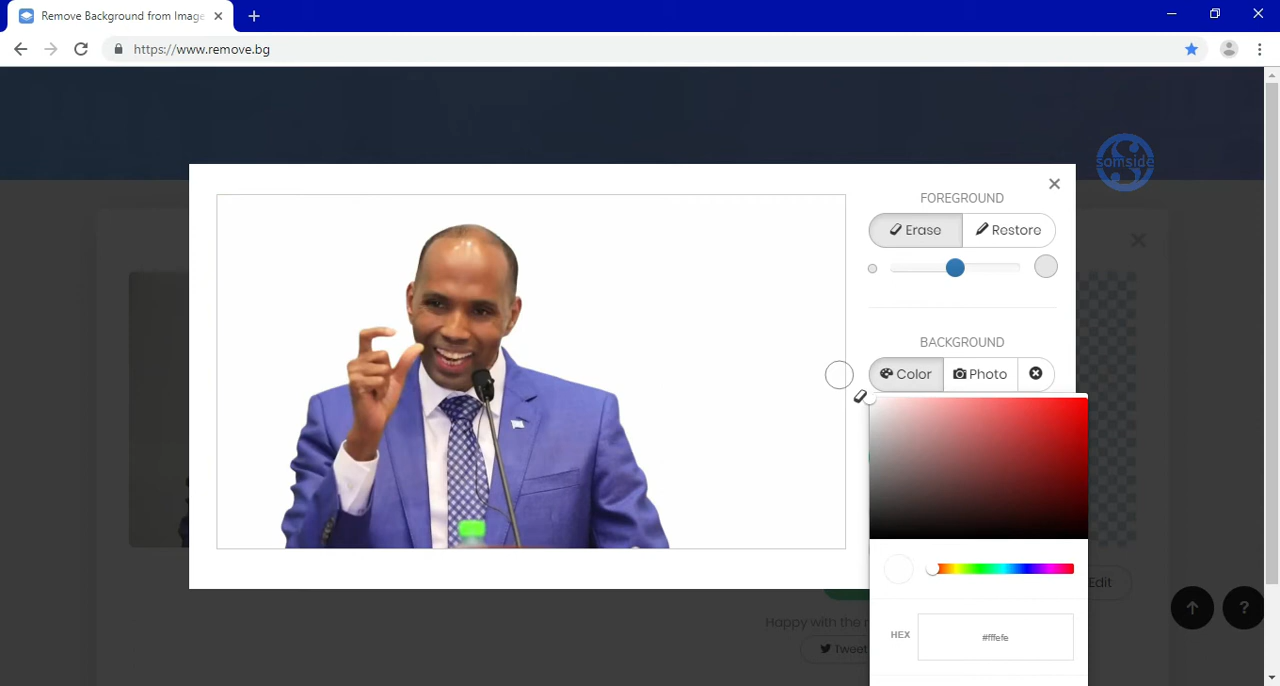 Remove Background from Image
https://www.remove.bg
somside
FOREGROUND
Erase
Restore
BACKGROUND
Color
Photo
HEX
#fffefe
Edit
?
Happy with the r
Tweet